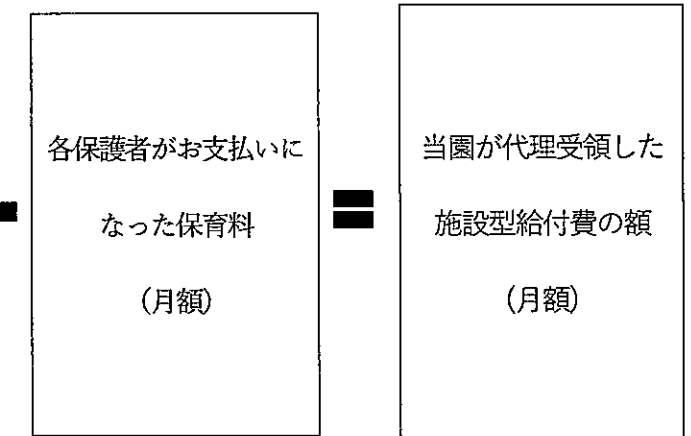 各保護者がお支払いに
なった保育料
（月額）
当園が代理受領した
施設型給付費の額
（月額）